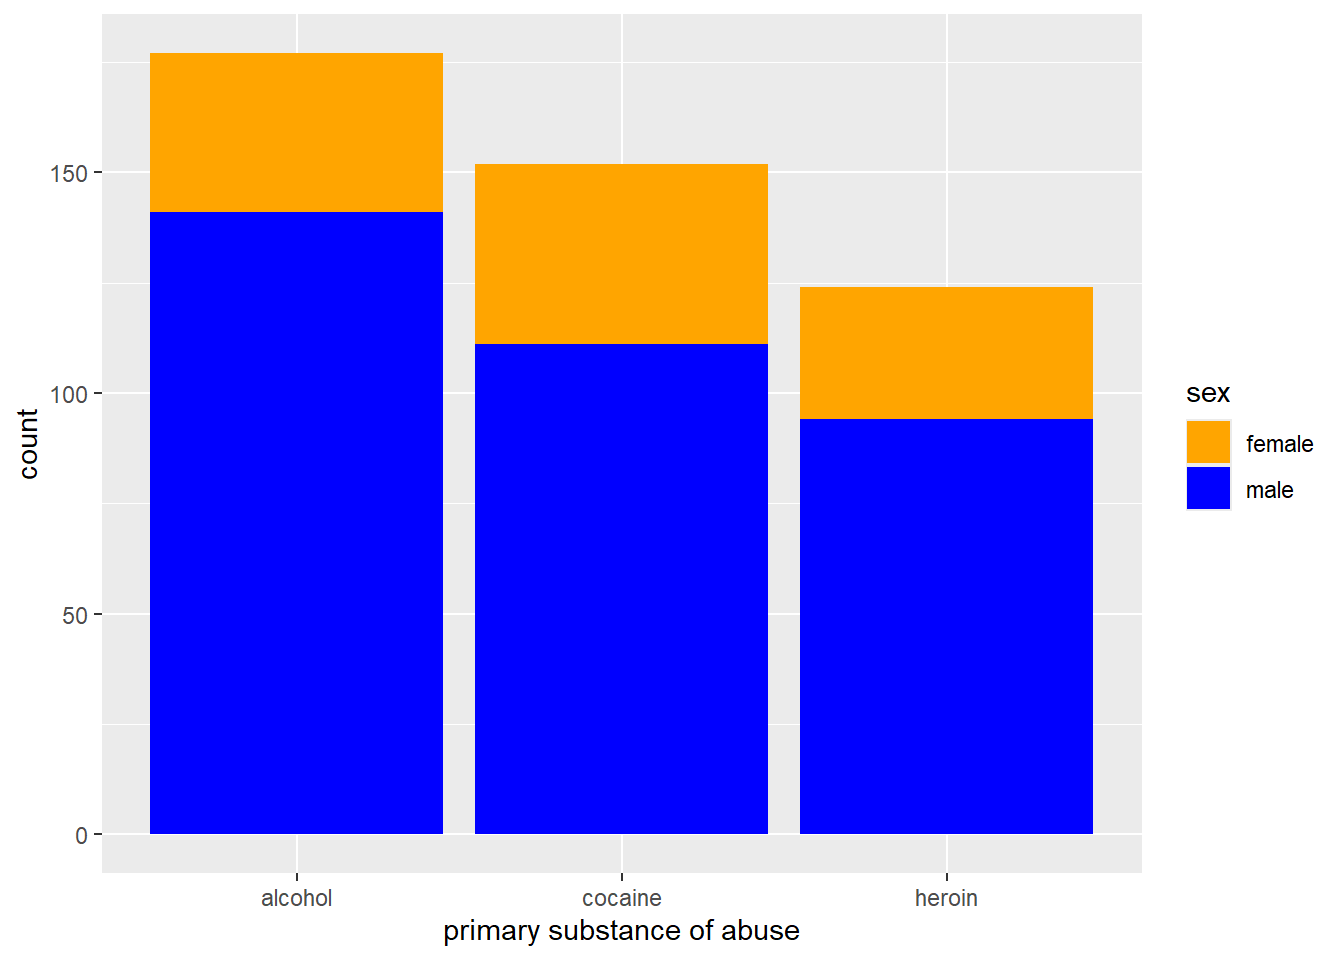 150
100
50
0
count
alcohol
cocaine
heroin
primary substance of abuse
sex
female
male